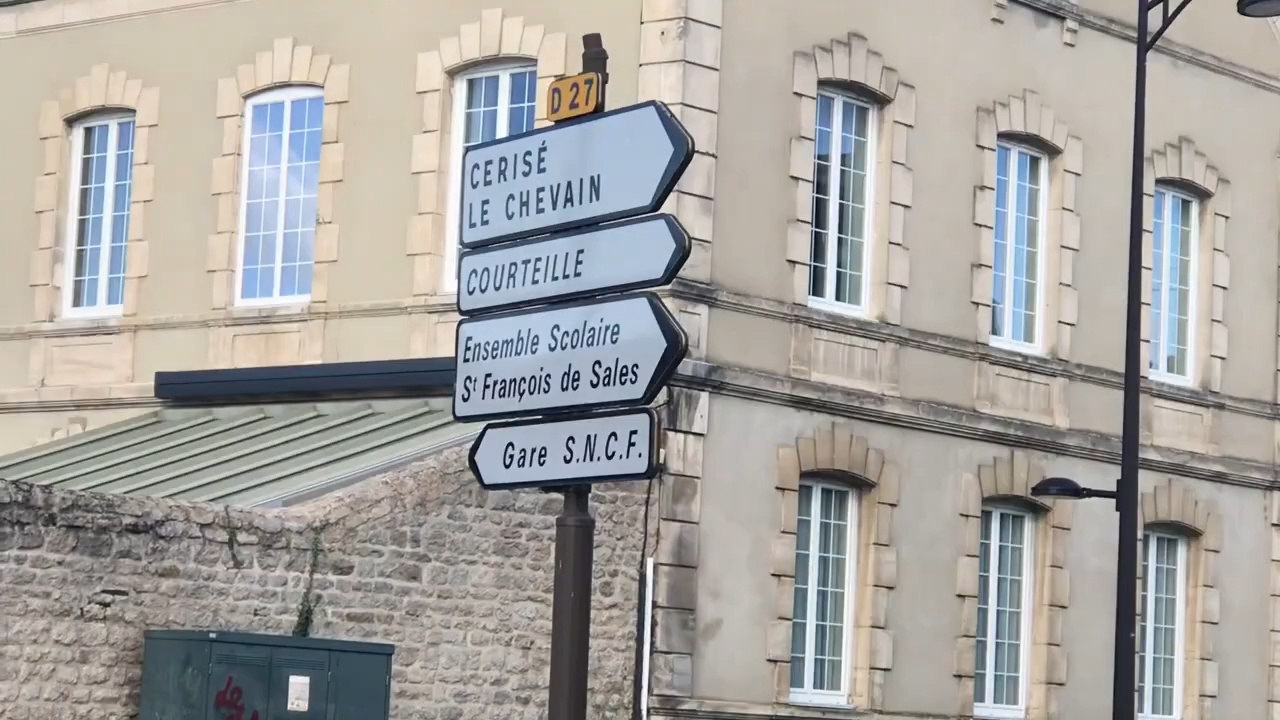 D 27
CERISÉ
LE CHEVAIN
COURTEILLE
Ensemble Scolaire
St François de Sales
Gare S.N.C.F.